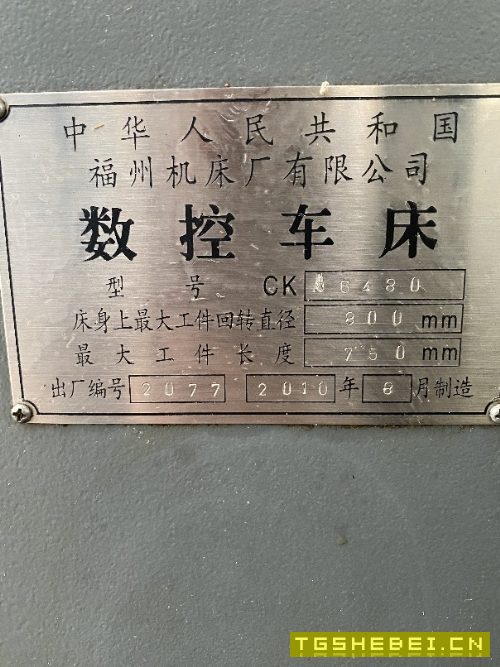 中华人民共和国
福州机床厂有限公司
数控车床
型号 CK 6480
床身上最大工件回转直径 800 mm
最大工件长度 750 mm
出厂编号 2077 2010 年 8 月制造
TGSHEBEI.CN